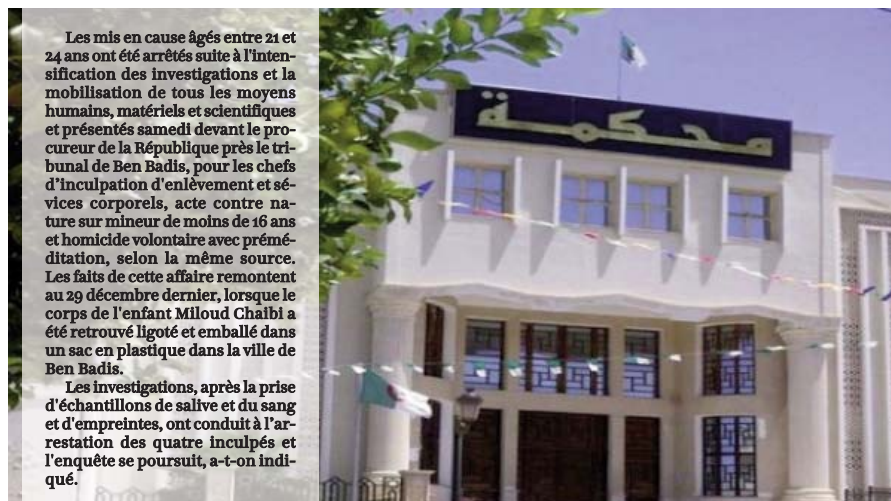 Les mis en cause âgés entre 21 et
24 ans ont été arrêtés suite à l'inten-
sification des investigations et la
mobilisation de tous les moyens
humains, matériels et scientifiques
et présentés samedi devant le pro-
cureur de la République près le tri-
bunal de Ben Badis, pour les chefs
d’inculpation d'enlèvement et sé-
vices corporels, acte contre na-
ture sur mineur de moins de 16 ans
et homicide volontaire avec prémé-
ditation, selon la même source.
Les faits de cette affaire remontent
au 29 décembre dernier, lorsque le
corps de l'enfant Miloud Chaibi a
été retrouvé ligoté et emballé dans
un sac en plastique dans la ville de
Ben Badis.
Les investigations, après la prise
d'échantillons de salive et du sang
et d'empreintes, ont conduit à l’ar-
restation des quatre inculpés et
l'enquête se poursuit, a-t-on indi-
qué.
محكمة